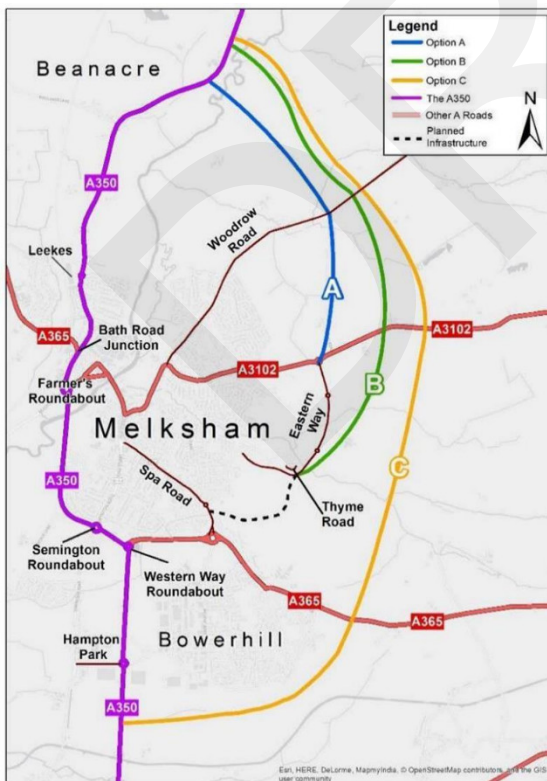 Legend
Option A
Option B
Option C
The A350
Other A Roads
Planned
Infrastructure
N
Beanacre
A350
Woodrow
Road
Leekes
A
A365
Bath Road
Junction
A3102
A3102
Farmer's
Roundabout
B
Melksham
Eastern
Way
C
Spa Road
A350
Thyme
Road
Semington
Roundabout
Western Way
Roundabout
A365
A365
Bowerhill
Hampton
Park
A350
Esri, HERE, DeLorme, MapmyIndia, © OpenStreetMap contributors, the GIS
user community